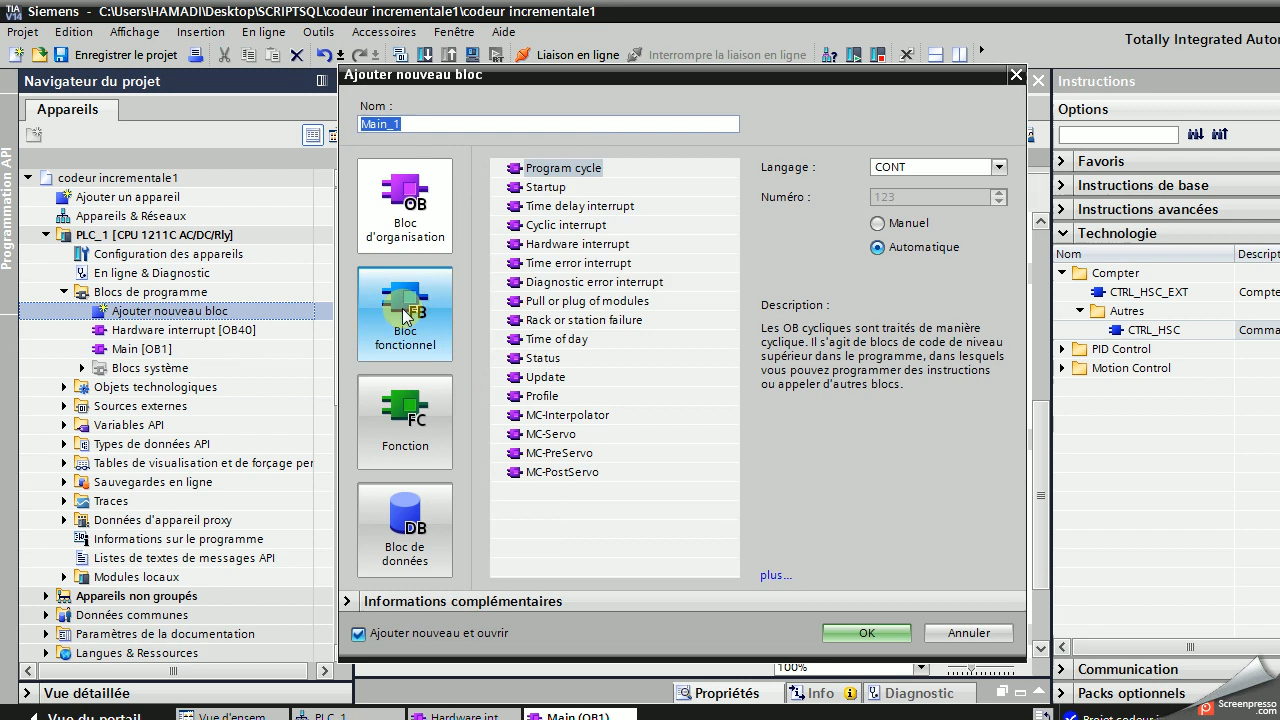 TIA
V14
Siemens - C:\Users\HAMADI\Desktop\SCRIPTSQL\codeur incrementale1\codeur incrementale1
Projet Edition Affichage Insertion En ligne Outils Accessoires Fenêtre Aide
Enregistrer le projet
Liaison en ligne
Interrompre la liaison en ligne
Totally Integrated Autor
Navigateur du projet
Appareils
Programmation API
codeur incrementale1
Ajouter un appareil
Appareils & Réseaux
PLC_1 [CPU 1211C AC/DC/Rly]
Configuration des appareils
En ligne & Diagnostic
Blocs de programme
Ajouter nouveau bloc
Hardware interrupt [OB40]
Main [OB1]
Blocs système
Objets technologiques
Sources externes
Variables API
Types de données API
Tables de visualisation et de forçage per
Sauvegardes en ligne
Traces
Données d'appareil proxy
Informations sur le programme
Listes de textes de messages API
Modules locaux
Appareils non groupés
Données communes
Paramètres de la documentation
Langues & Ressources
Vue détaillée
Ajouter nouveau bloc
Nom :
Main_1
OB
Bloc
d'organisation
FB
Bloc
fonctionnel
FC
Fonction
DB
Bloc de
données
Program cycle
Startup
Time delay interrupt
Cyclic interrupt
Hardware interrupt
Time error interrupt
Diagnostic error interrupt
Pull or plug of modules
Rack or station failure
Time of day
Status
Update
Profile
MC-Interpolator
MC-Servo
MC-PreServo
MC-PostServo
Langage :
CONT
Numéro :
123
Manuel
Automatique
Description :
Les OB cycliques sont traités de manière
cyclique. Il s'agit de blocs de code de niveau
supérieur dans le programme, dans lesquels
vous pouvez programmer des instructions
ou appeler d'autres blocs.
plus...
Informations complémentaires
Ajouter nouveau et ouvrir
OK
Annuler
100%
Propriétés
Info
Diagnostic
Instructions
Options
Favoris
Instructions de base
Instructions avancées
Technologie
Nom
Descript
Compter
CTRL_HSC_EXT
Compte
Autres
CTRL_HSC
Comma
PID Control
Motion Control
Communication
Packs optionnels
Vue du portail
Vue d'ensem
PLC_1
Hardware int
Main (OB1)
Projet codeur i
Screenpresso